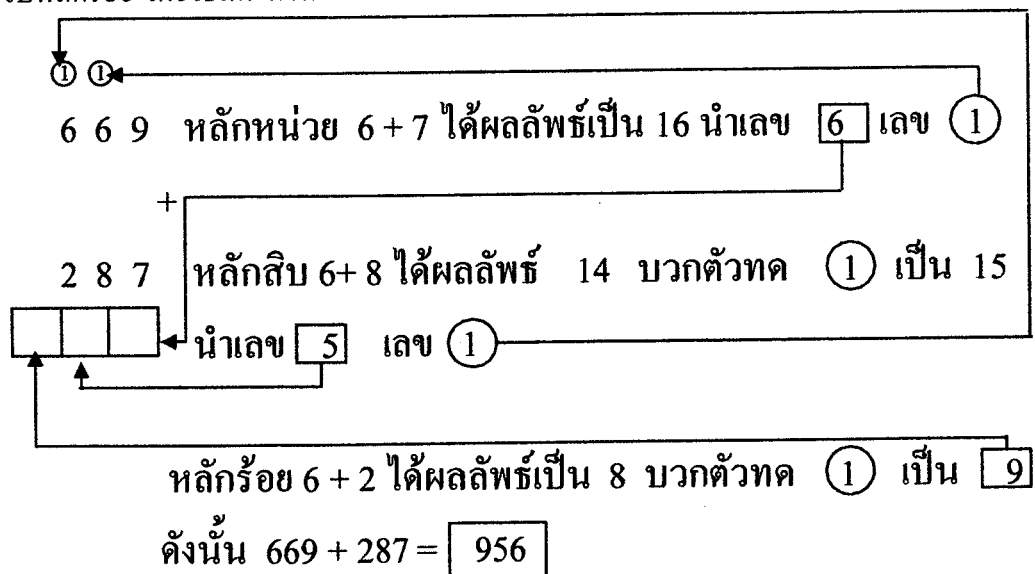 ① ①
6 6 9 หลักหน่วย 6 + 7 ได้ผลลัพธ์เป็น 16 นำเลข 6 เลข ①
+
2 8 7 หลักสิบ 6+ 8 ได้ผลลัพธ์ 14 บวกตัวทด ① เป็น 15
นำเลข 5 เลข ①
หลักร้อย 6 + 2 ได้ผลลัพธ์เป็น 8 บวกตัวทด ① เป็น 9
ดังนั้น 669 + 287 = 956